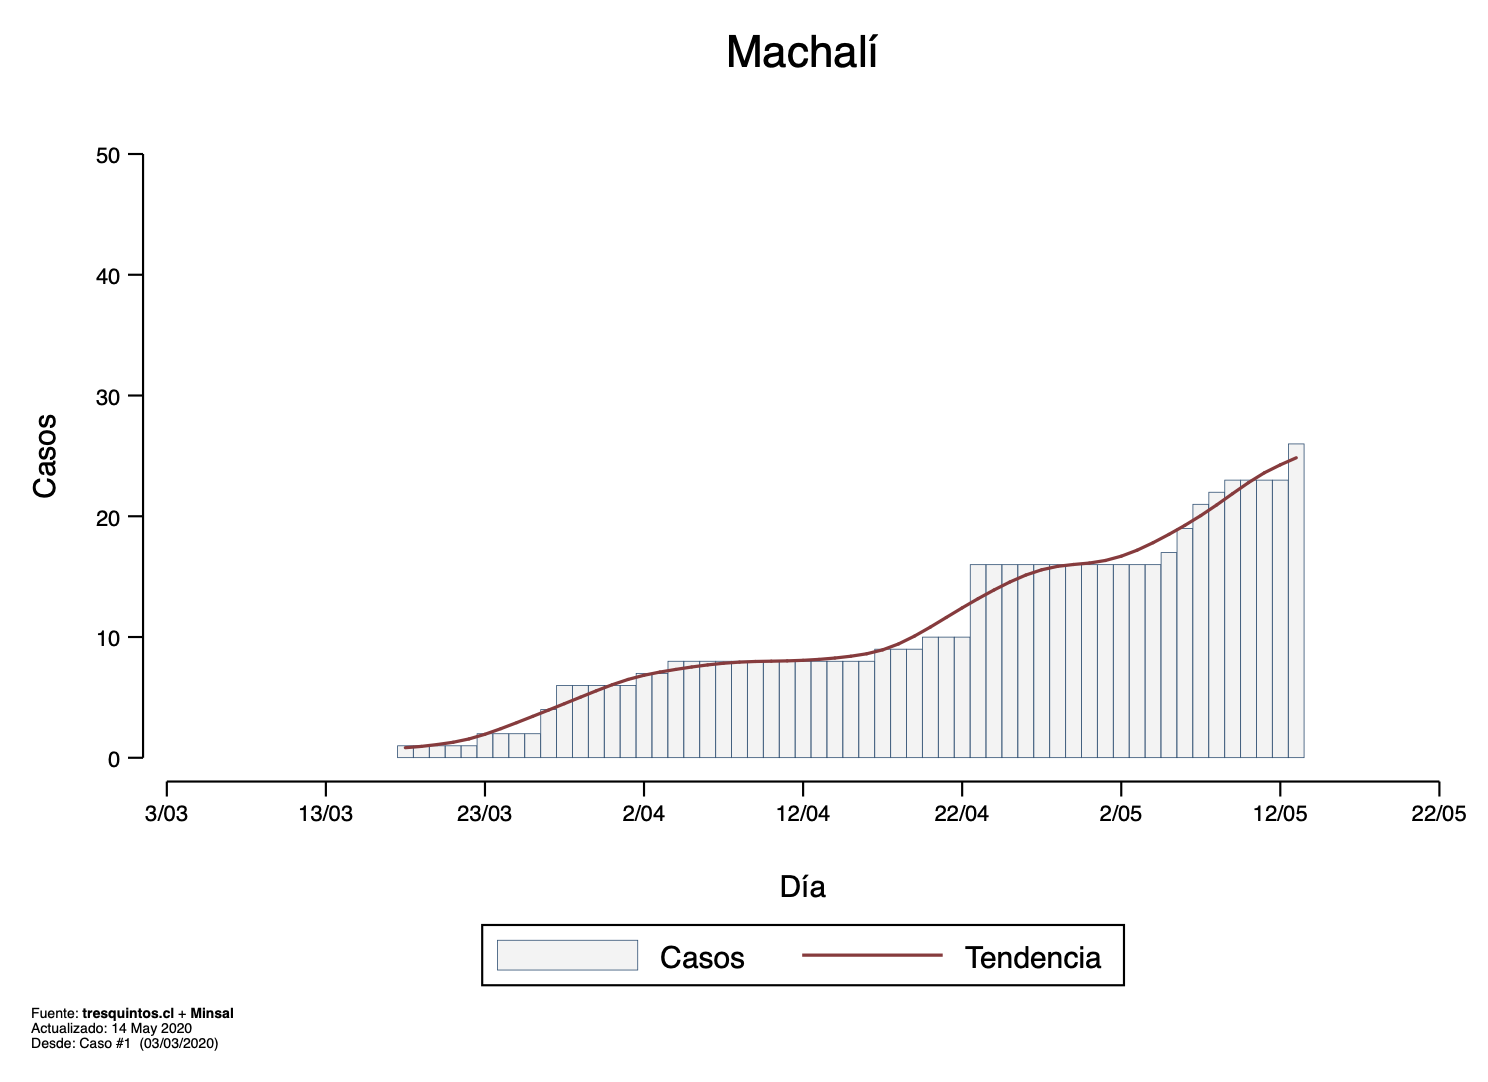 Machalí
50
40
30
20
10
0
Casos
3/03 13/03 23/03 2/04 12/04 22/04 2/05 12/05 22/05
Día
Casos Tendencia
Fuente: tresquintos.cl + Minsal
Actualizado: 14 May 2020
Desde: Caso #1 (03/03/2020)